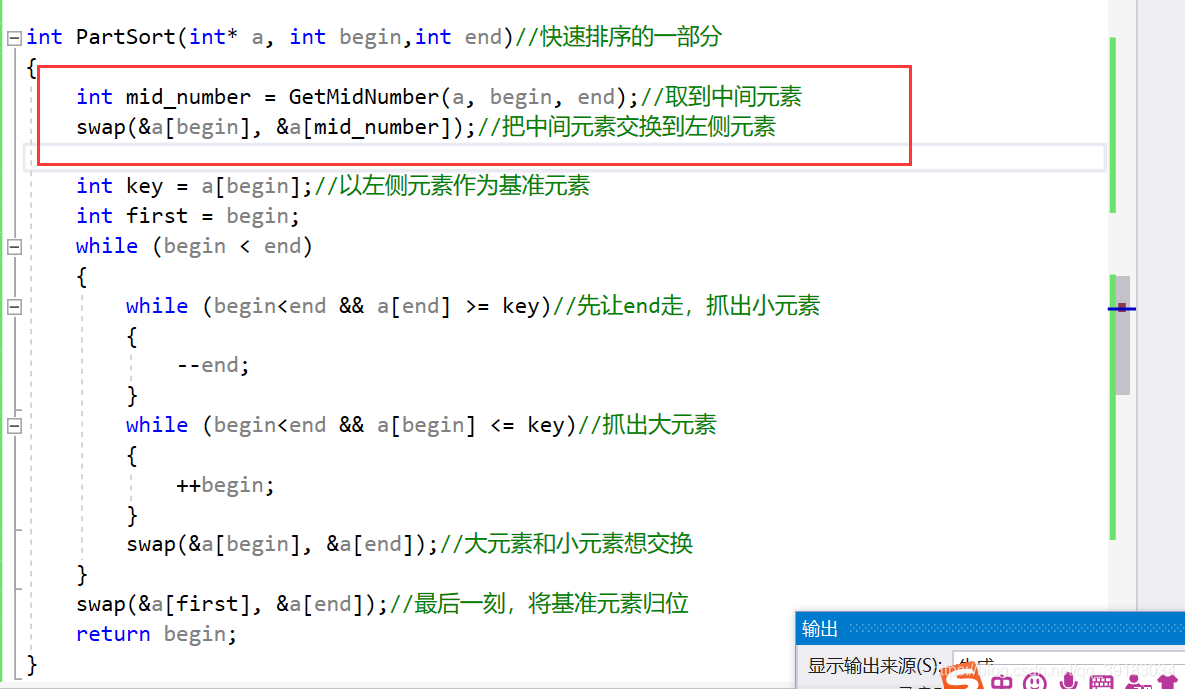 int PartSort(int* a, int begin,int end)//快速排序的一部分
{
int mid_number = GetMidNumber(a, begin, end);//取到中间元素
swap(&a[begin], &a[mid_number]);//把中间元素交换到左侧元素
int key = a[begin];//以左侧元素作为基准元素
int first = begin;
while (begin < end)
{
while (begin<end && a[end] >= key)//先让end走，抓出小元素
{
--end;
}
while (begin<end && a[begin] <= key)//抓出大元素
{
++begin;
}
swap(&a[begin], &a[end]);//大元素和小元素想交换
}
swap(&a[first], &a[end]);//最后一刻，将基准元素归位
return begin;
}
输出
显示输出来源(S): 生成
中